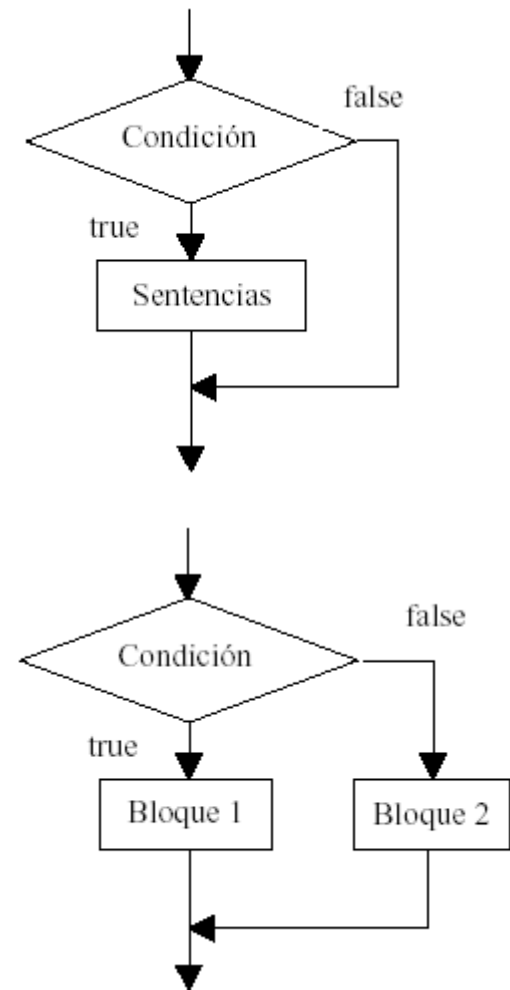 false
Condición
true
Sentencias
false
Condición
true
Bloque 1
Bloque 2